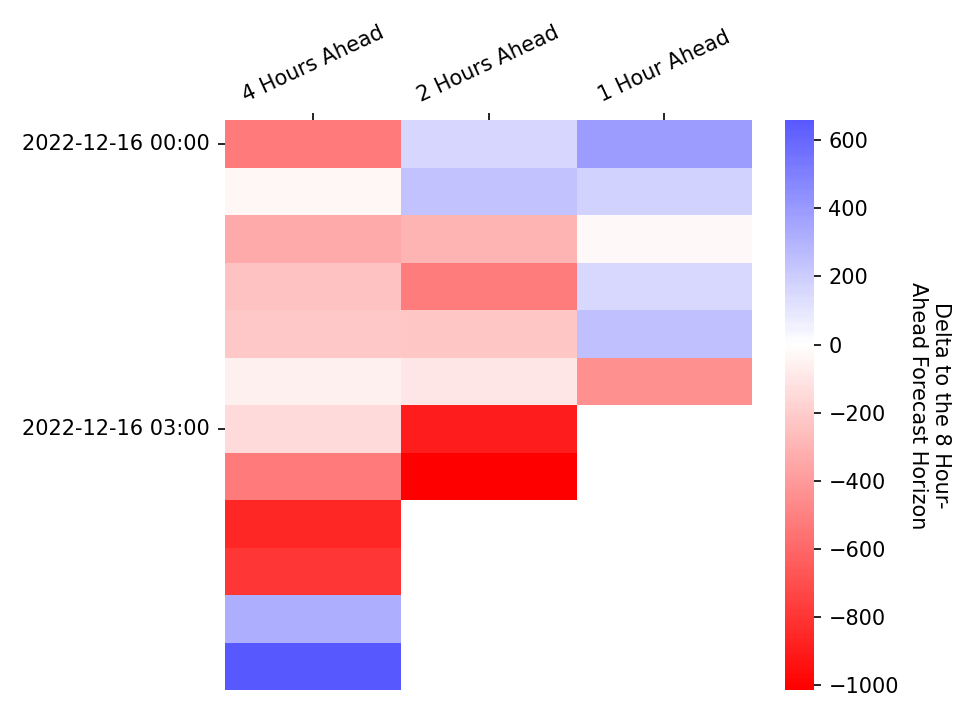 4 Hours Ahead
2 Hours Ahead
1 Hour Ahead
2022-12-16 00:00
2022-12-16 03:00
600
400
200
0
−200
−400
−600
−800
−1000
Delta to the 8 Hour-
Ahead Forecast Horizon